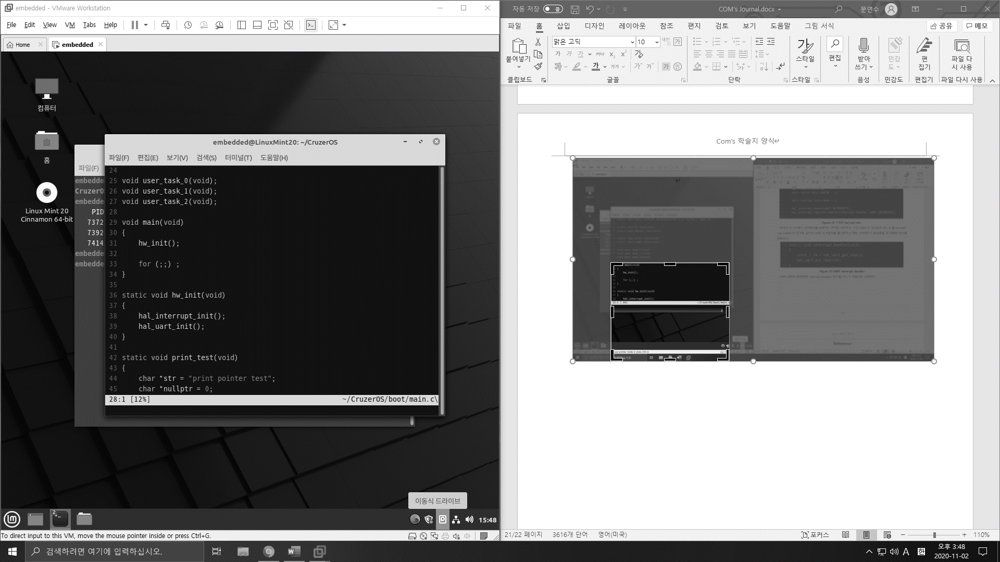 embedded - VMware Workstation
File Edit View VM Tabs Help
Home
embedded
컴퓨터
홈
Linux Mint 20
Cinnamon 64-bit
파일(F)
embedde
CruzerO
embedde
PID
7372
7392
7414
embedde
embedde
embedded@LinuxMint20: ~/CruzerOS
파일(F) 편집(E) 보기(V) 검색(S) 터미널(T) 도움말(H)
24
25 void user_task_0(void);
26 void user_task_1(void);
27 void user_task_2(void);
28
29 void main(void)
30 {
31 hw_init();
32
33 for (;;) ;
34 }
35
36 static void hw_init(void)
37 {
38 hal_interrupt_init();
39 hal_uart_init();
40 }
41
42 static void print_test(void)
43 {
44 char *str = "print pointer test";
45 char *nullptr = 0;
28:1 [12%] ~/CruzerOS/boot/main.c\
이동식 드라이브
2
15:48
To direct input to this VM, move the mouse pointer inside or press Ctrl+G.
자동 저장 끔 COM's Journal.docx 문연수
파일 홈 삽입 디자인 레이아웃 참조 편지 검토 보기 도움말 그림 서식 공유 메모
맑은 고딕 10
붙여넣기
스타일
편집
받아
쓰기
민감
도
편
집기
파일 다
시 사용
클립보드 글꼴 단락 스타일 음성 민감도 편집기 파일 다시 사용
Com's 학술지 양식
main(void)
{
hw_init();
for (;;) ;
}
static void hw_init(void)
{
hal_interrupt_init();
21/22 페이지 3616개 단어 영어(미국) 포커스 110%
검색하려면 여기에 입력하십시오.
A 한 오후 3:48
2020-11-02